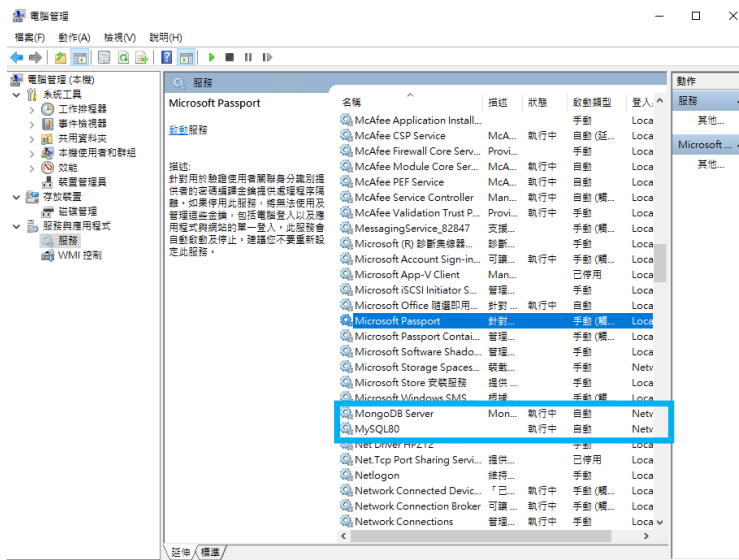 電腦管理
檔案(F) 動作(A) 檢視(V) 說明(H)
電腦管理 (本機)
系統工具
工作排程器
事件檢視器
共用資料夾
本機使用者和群組
效能
裝置管理員
存放裝置
磁碟管理
服務與應用程式
服務
WMI 控制
服務
Microsoft Passport
啟動服務
描述:
針對用於驗證使用者關聯身分識別提
供者的密碼編譯金鑰提供處理程序隔
離。如果停用此服務，將無法使用及
管理這些金鑰，包括電腦登入以及應
用程式與網站的單一登入。此服務會
自動啟動及停止。建議您不要重新設
定此服務。
名稱 描述 狀態 啟動類型 登入
McAfee Application Install... 手動 Loca
McAfee CSP Service McA... 執行中 自動 (延... Loca
McAfee Firewall Core Serv... Provi... 手動 Loca
McAfee Module Core Ser... McA... 執行中 自動 Loca
McAfee PEF Service McA... 執行中 自動 Loca
McAfee Service Controller Man... 執行中 自動 (觸... Loca
McAfee Validation Trust P... Provi... 執行中 手動 Loca
MessagingService_82847 支援... 手動 (觸... Loca
Microsoft (R) 診斷集線器... 診斷... 手動 Loca
Microsoft Account Sign-in... 可讓... 執行中 手動 (觸... Loca
Microsoft App-V Client Man... 已停用 Loca
Microsoft iSCSI Initiator S... 管理... 手動 Loca
Microsoft Office 隨選即用... 針對... 執行中 自動 Loca
Microsoft Passport 針對... 手動 (觸... Loca
Microsoft Passport Contai... 管理... 手動 (觸... Loca
Microsoft Software Shado... 管理... 手動 Loca
Microsoft Storage Spaces... 裝載... 手動 Netv
Microsoft Store 安裝服務 提供... 手動 Loca
Microsoft Windows SMS 根據 手動 (觸 Loca
MongoDB Server Mon... 執行中 自動 Netv
MySQL80 執行中 自動 Netv
Net Driver HPZ12 手動 Loca
Net.Tcp Port Sharing Servi... 提供... 已停用 Loca
Netlogon 維持... 手動 Loca
Network Connected Devic... 「已... 執行中 手動 (觸... Loca
Network Connection Broker 可讓... 執行中 手動 (觸... Loca
Network Connections 管理... 執行中 手動 Loca
延伸 標準
動作
服務
其他...
Microsoft ...
其他...